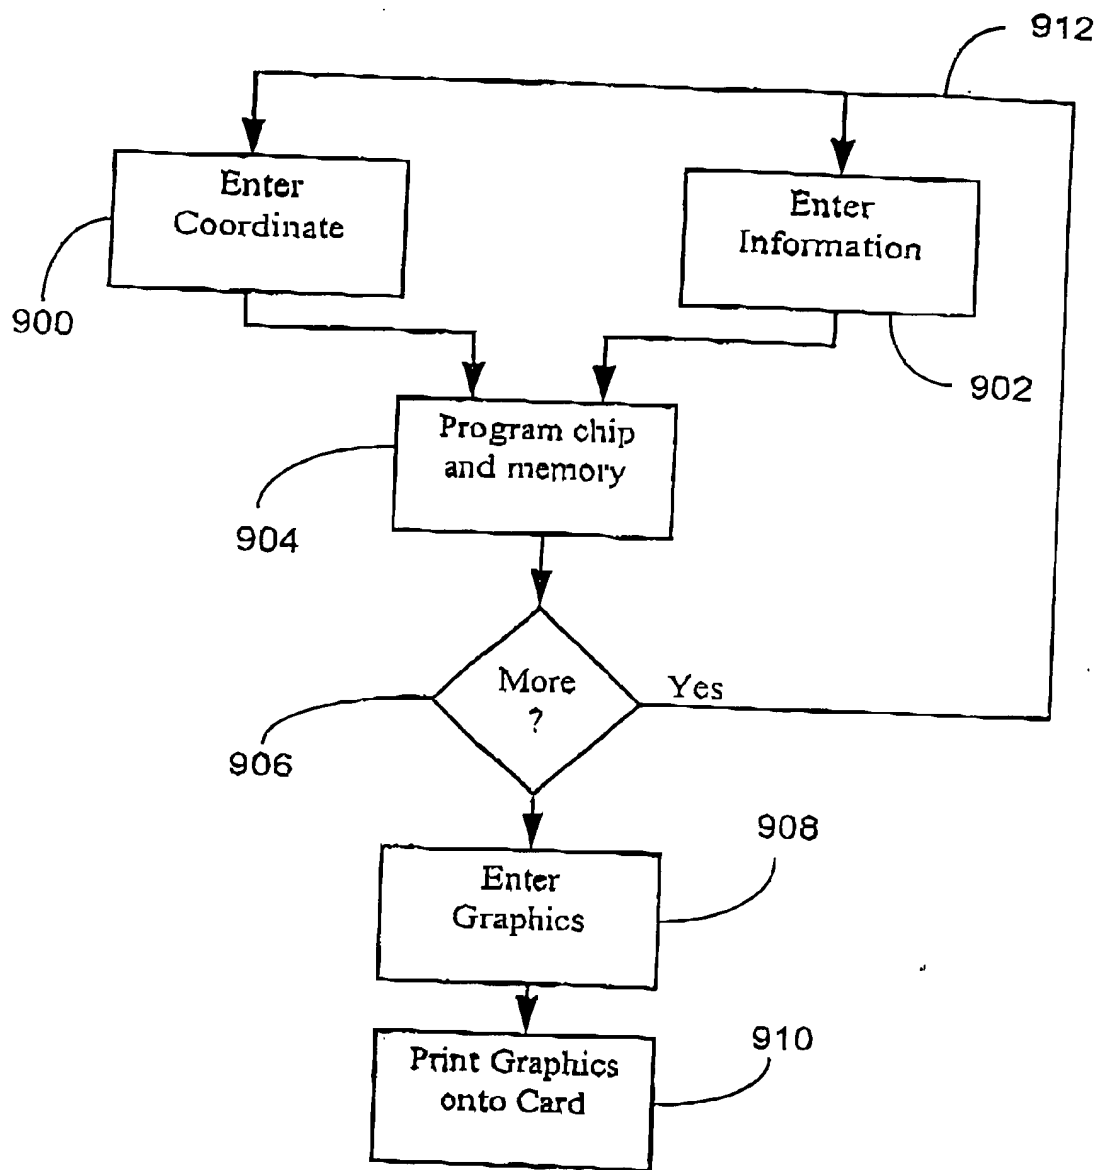 912
Enter
Coordinate
Enter
Information
900
902
Program chip
and memory
904
More
?
Yes
906
908
Enter
Graphics
910
Print Graphics
onto Card